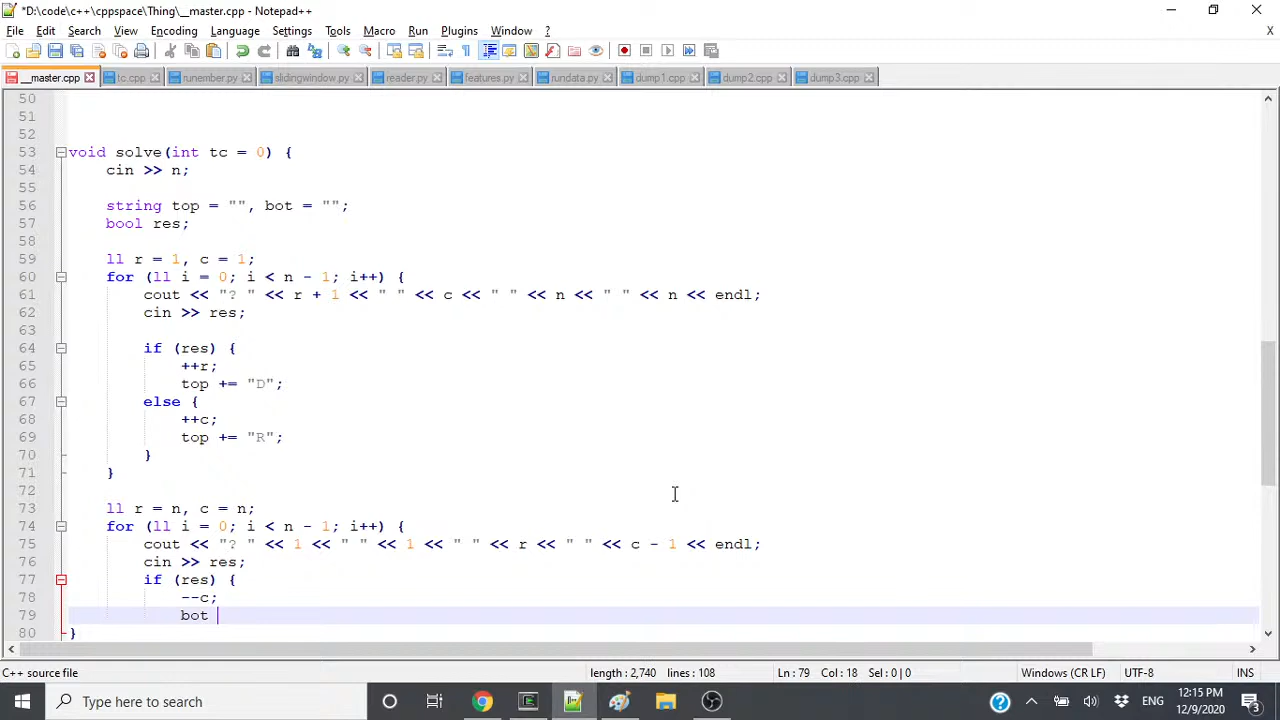 *D:\code\c++\cppspace\Thing\__master.cpp - Notepad++
File Edit Search View Encoding Language Settings Tools Macro Run Plugins Window ? X
__master.cpp tc.cpp runember.py slidingwindow.py reader.py features.py rundata.py dump1.cpp dump2.cpp dump3.cpp
50
51
52
53 void solve(int tc = 0) {
54 cin >> n;
55
56 string top = "", bot = "";
57 bool res;
58
59 ll r = 1, c = 1;
60 for (ll i = 0; i < n - 1; i++) {
61 cout << "? " << r + 1 << " " << c << " " << n << " " << n << endl;
62 cin >> res;
63
64 if (res) {
65 ++r;
66 top += "D";
67 else {
68 ++c;
69 top += "R";
70 }
71 }
72
73 ll r = n, c = n;
74 for (ll i = 0; i < n - 1; i++) {
75 cout << "? " << 1 << " " << 1 << " " << r << " " << c - 1 << endl;
76 cin >> res;
77 if (res) {
78 --c;
79 bot
80 }
C++ source file length : 2,740 lines : 108 Ln : 79 Col : 18 Sel : 0 | 0 Windows (CR LF) UTF-8 INS
Type here to search ENG 12:15 PM
12/9/2020 3